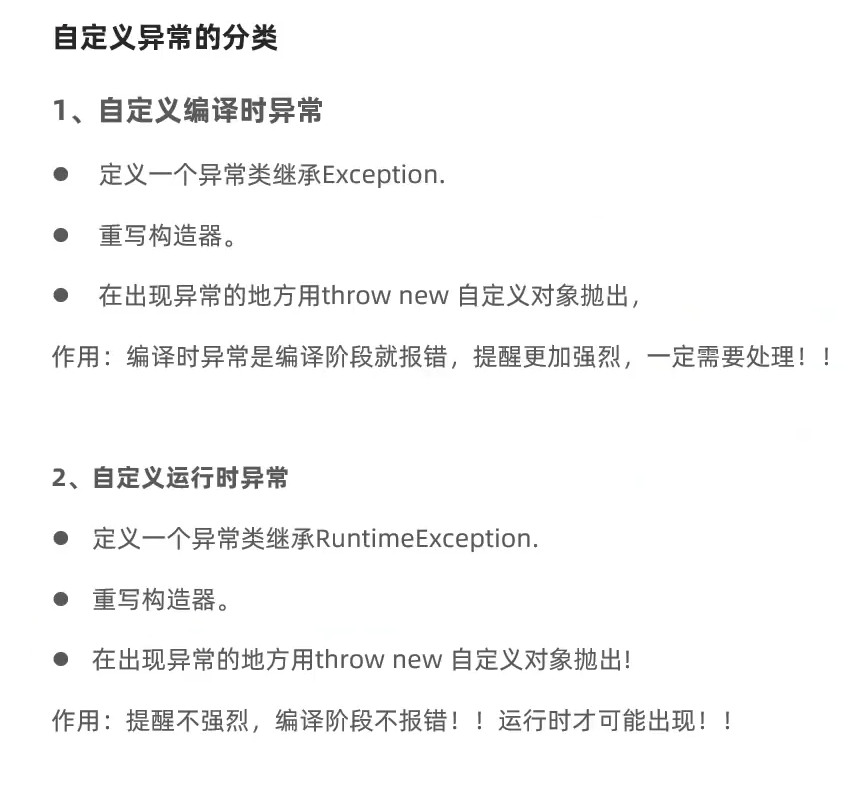 自定义异常的分类
1、自定义编译时异常
● 定义一个异常类继承Exception.
● 重写构造器。
● 在出现异常的地方用throw new 自定义对象抛出，
作用：编译时异常是编译阶段就报错，提醒更加强烈，一定需要处理！！
2、自定义运行时异常
● 定义一个异常类继承RuntimeException.
● 重写构造器。
● 在出现异常的地方用throw new 自定义对象抛出!
作用：提醒不强烈，编译阶段不报错！！运行时才可能出现！！